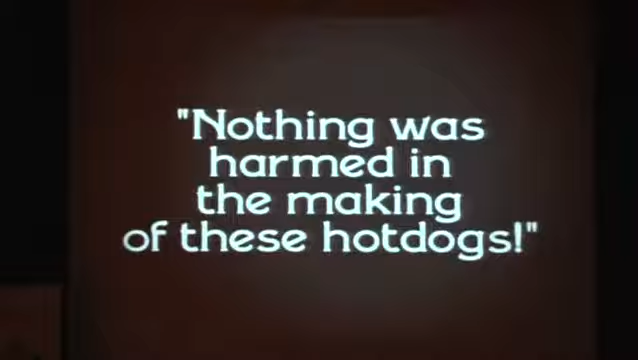 "Nothing was
harmed in
the making
of these hotdogs!"